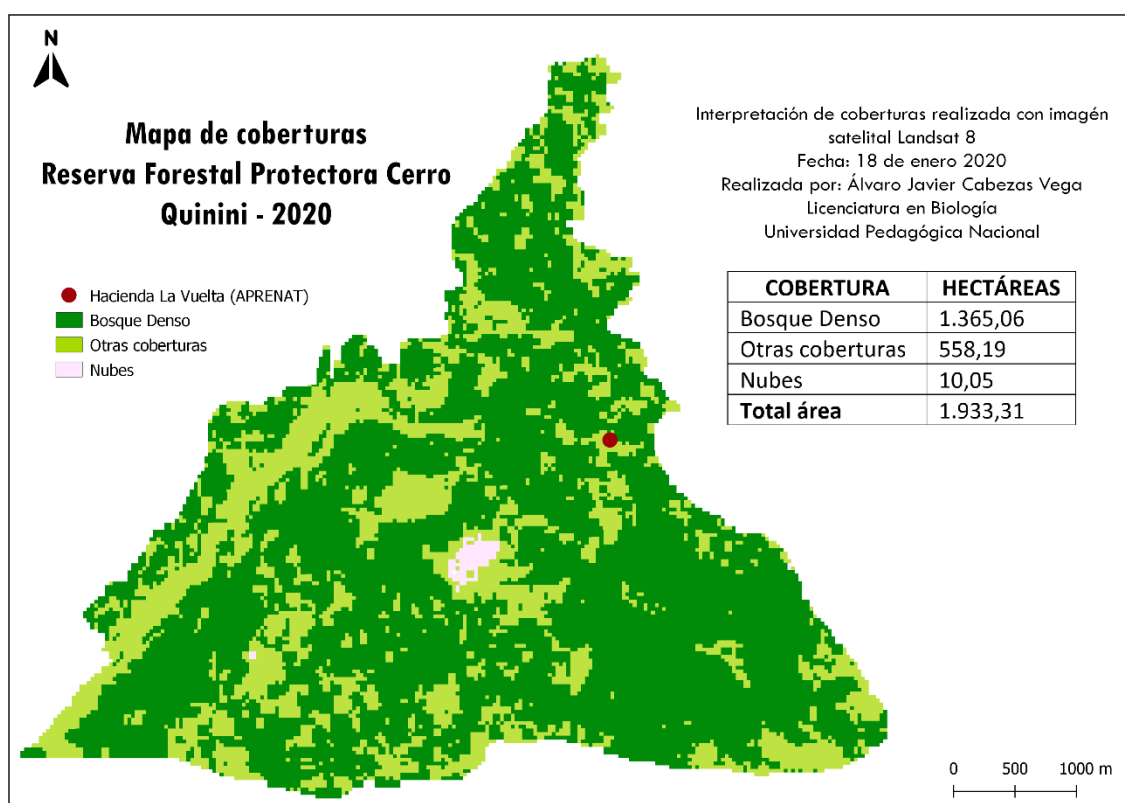 N
Mapa de coberturas
Reserva Forestal Protectora Cerro
Quinini - 2020
Hacienda La Vuelta (APRENAT)
Bosque Denso
Otras coberturas
Nubes
Interpretación de coberturas realizada con imagén
satelital Landsat 8
Fecha: 18 de enero 2020
Realizada por: Álvaro Javier Cabezas Vega
Licenciatura en Biología
Universidad Pedagógica Nacional
COBERTURA HECTÁREAS
Bosque Denso 1.365,06
Otras coberturas 558,19
Nubes 10,05
Total área 1.933,31
0 500 1000 m